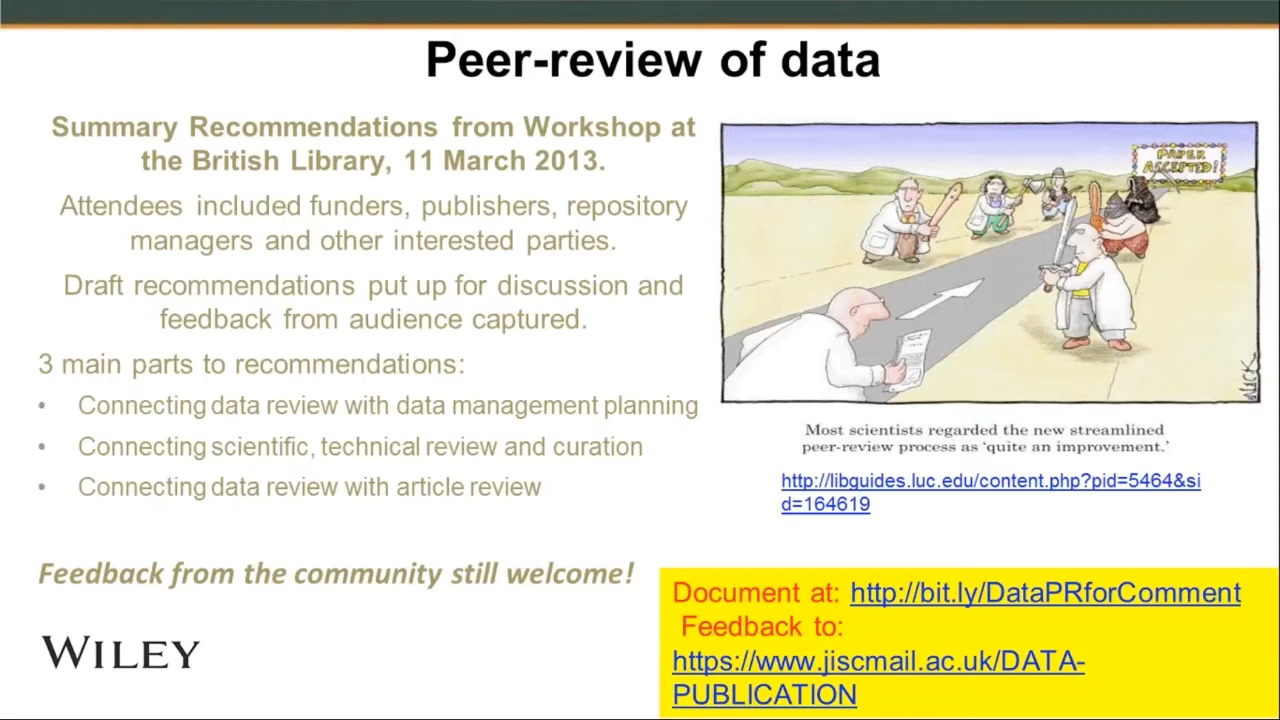 Peer-review of data
Summary Recommendations from Workshop at
the British Library, 11 March 2013.
Attendees included funders, publishers, repository
managers and other interested parties.
Draft recommendations put up for discussion and
feedback from audience captured.
3 main parts to recommendations:
• Connecting data review with data management planning
• Connecting scientific, technical review and curation
• Connecting data review with article review
Feedback from the community still welcome!
WILEY
PAPER
ACCEPTED!
NICK
Most scientists regarded the new streamlined
peer-review process as ‘quite an improvement.’
http://libguides.luc.edu/content.php?pid=5464&si
d=164619
Document at: http://bit.ly/DataPRforComment
Feedback to:
https://www.jiscmail.ac.uk/DATA-
PUBLICATION